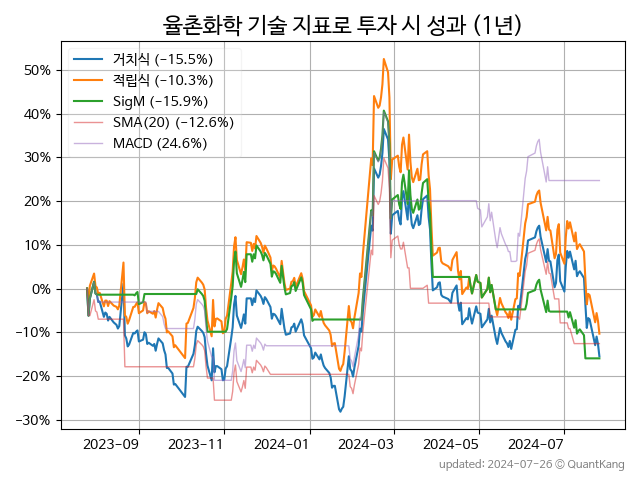 율촌화학 기술 지표로 투자 시 성과 (1년)
거치식 (-15.5%)
적립식 (-10.3%)
SigM (-15.9%)
SMA(20) (-12.6%)
MACD (24.6%)
50%
40%
30%
20%
10%
0%
-10%
-20%
-30%
2023-09 2023-11 2024-01 2024-03 2024-05 2024-07
updated: 2024-07-26 © QuantKang